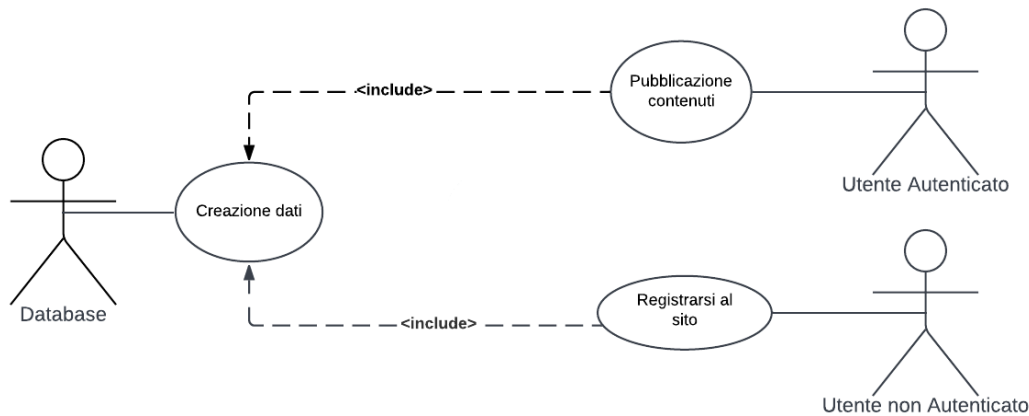 Pubblicazione
contenuti
<include>
Utente Autenticato
Creazione dati
Database
Registrarsi al
sito
<include>
Utente non Autenticato